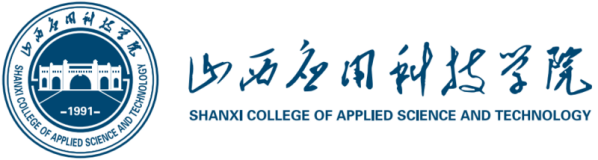 山西应用科技学院
SHANXI COLLEGE OF APPLIED SCIENCE AND TECHNOLOGY
-1991-
山西应用科技学院
SHANXI COLLEGE OF APPLIED SCIENCE AND TECHNOLOGY